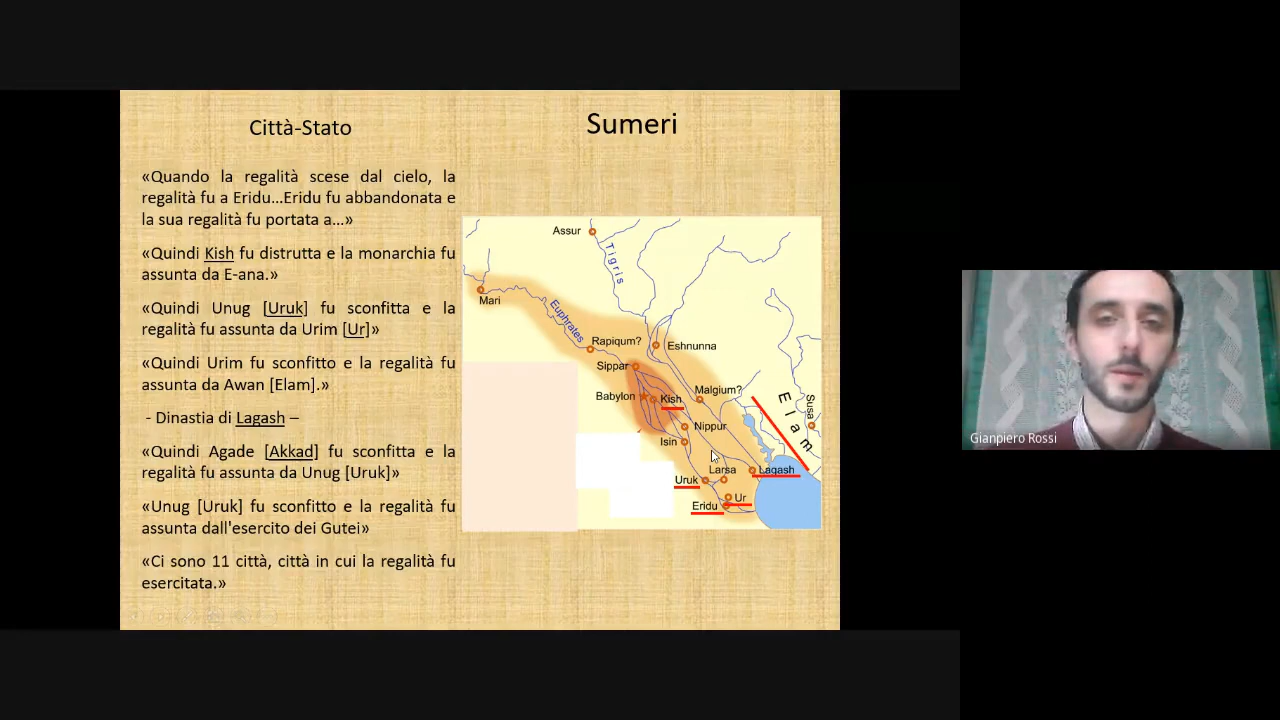 Città-Stato
Sumeri
«Quando la regalità scese dal cielo, la
regalità fu a Eridu...Eridu fu abbandonata e
la sua regalità fu portata a...»
«Quindi Kish fu distrutta e la monarchia fu
assunta da E-ana.»
«Quindi Unug [Uruk] fu sconfitta e la
regalità fu assunta da Urim [Ur]»
«Quindi Urim fu sconfitto e la regalità fu
assunta da Awan [Elam].»
- Dinastia di Lagash –
«Quindi Agade [Akkad] fu sconfitta e la
regalità fu assunta da Unug [Uruk]»
«Unug [Uruk] fu sconfitto e la regalità fu
assunta dall'esercito dei Gutei»
«Ci sono 11 città, città in cui la regalità fu
esercitata.»
Assur
Tigris
Mari
Euphrates
Rapiqum?
Eshnunna
Sippar
Malgium?
Babylon
Kish
Elam
Susa
Nippur
Isin
Larsa
Lagash
Uruk
Ur
Eridu
Gianpiero Rossi